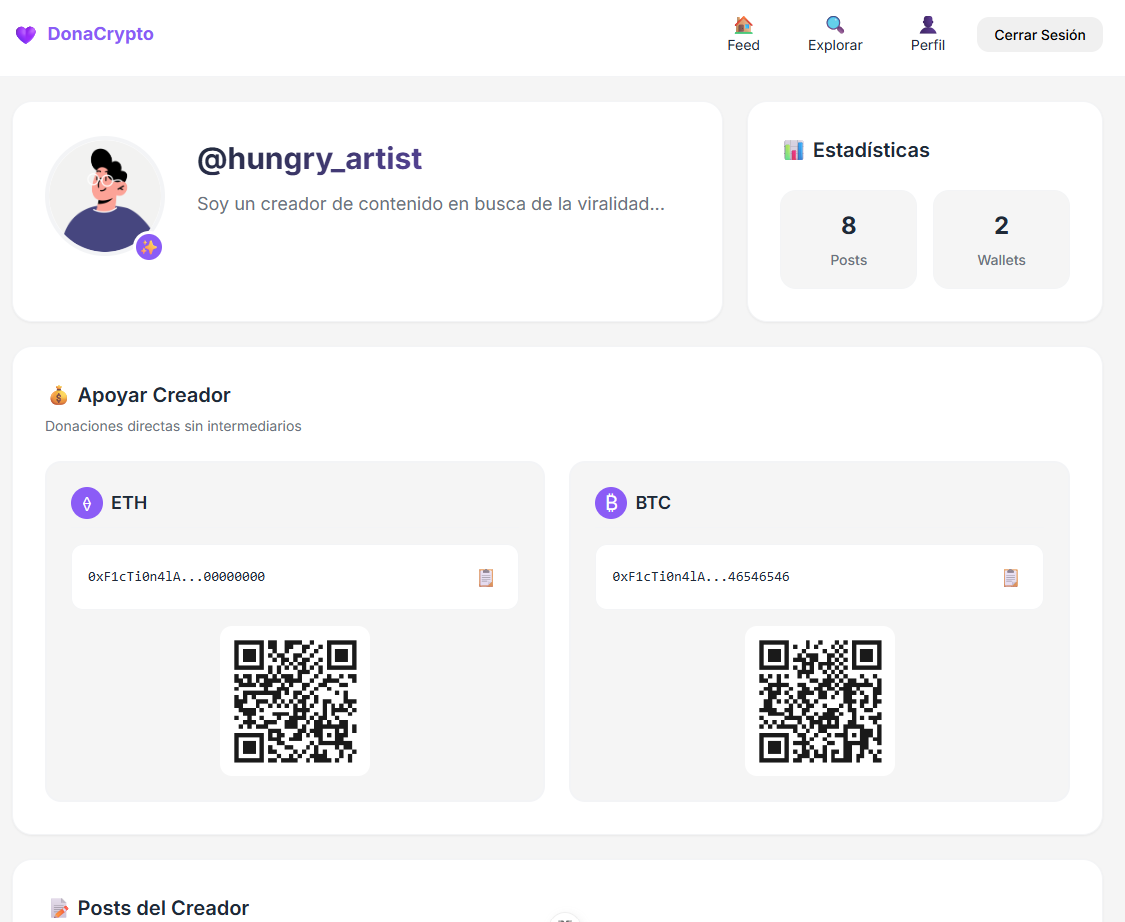 DonaCrypto
Feed
Explorar
Perfil
Cerrar Sesión
@hungry_artist
Soy un creador de contenido en busca de la viralidad...
Estadísticas
8
Posts
2
Wallets
Apoyar Creador
Donaciones directas sin intermediarios
ETH
0xF1cTi0n4lA...00000000
BTC
0xF1cTi0n4lA...46546546
Posts del Creador